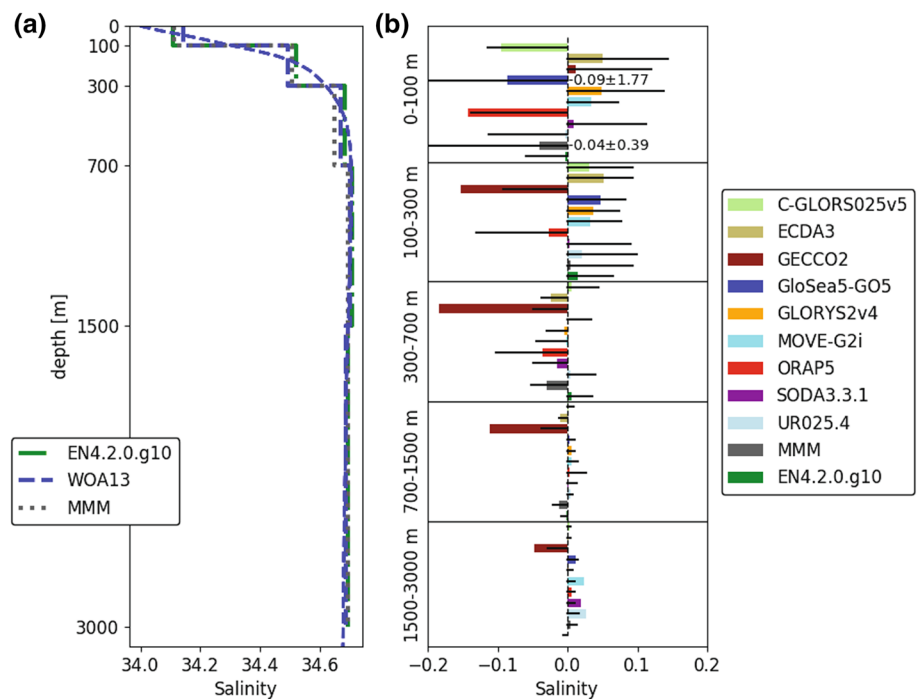 (a)
(b)
0
100
300
700
1500
3000
depth [m]
34.0 34.2 34.4 34.6
Salinity
EN4.2.0.g10
WOA13
MMM
0-100 m
100-300 m
300-700 m
700-1500 m
1500-3000 m
-0.09±1.77
-0.04±0.39
−0.2 −0.1 0.0 0.1 0.2
Salinity
C-GLORS025v5
ECDA3
GECCO2
GloSea5-GO5
GLORYS2v4
MOVE-G2i
ORAP5
SODA3.3.1
UR025.4
MMM
EN4.2.0.g10